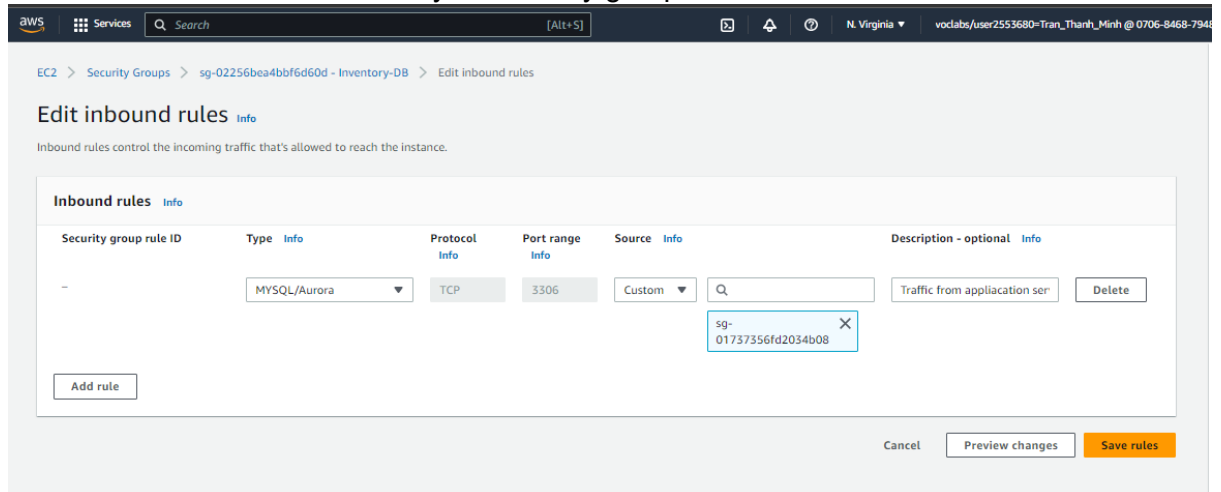 aws Services Search [Alt+S] N. Virginia voclabs/user2553680=Tran_Thanh_Minh @ 0706-8468-7948
EC2 > Security Groups > sg-02256bea4bbf6d60d - Inventory-DB > Edit inbound rules
Edit inbound rules Info
Inbound rules control the incoming traffic that's allowed to reach the instance.
Inbound rules Info
Security group rule ID Type Info Protocol Info Port range Info Source Info Description - optional Info
– MYSQL/Aurora TCP 3306 Custom Traffic from appliacation ser Delete
sg-
01737356fd2034b08
Add rule
Cancel Preview changes Save rules